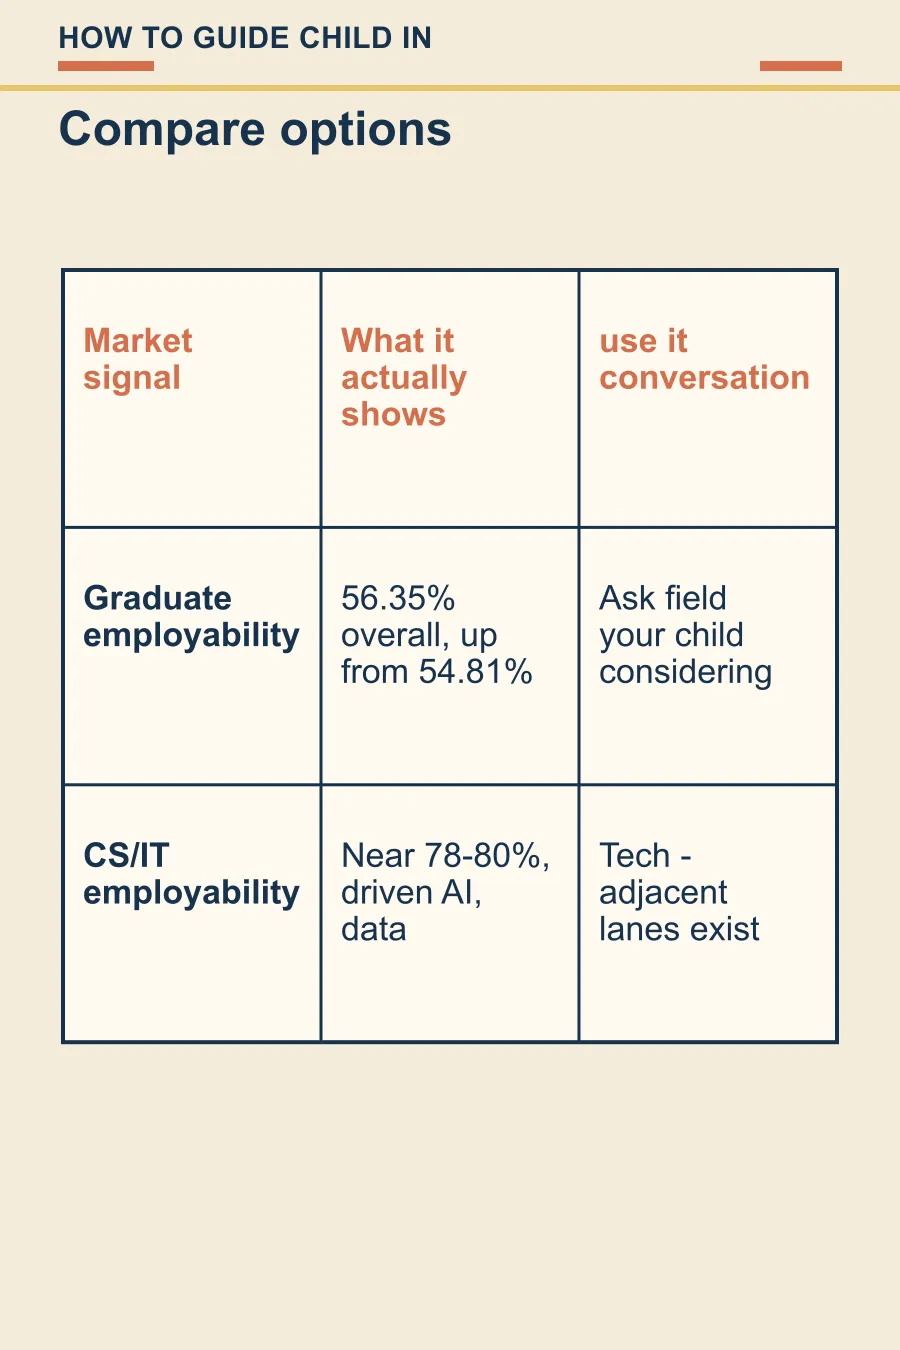 HOW TO GUIDE CHILD IN
Compare options
Market
signal
What it
actually
shows
use it
conversation
Graduate
employability
56.35%
overall, up
from 54.81%
Ask field
your child
considering
CS/IT
employability
Near 78-80%,
driven AI,
data
Tech -
adjacent
lanes exist